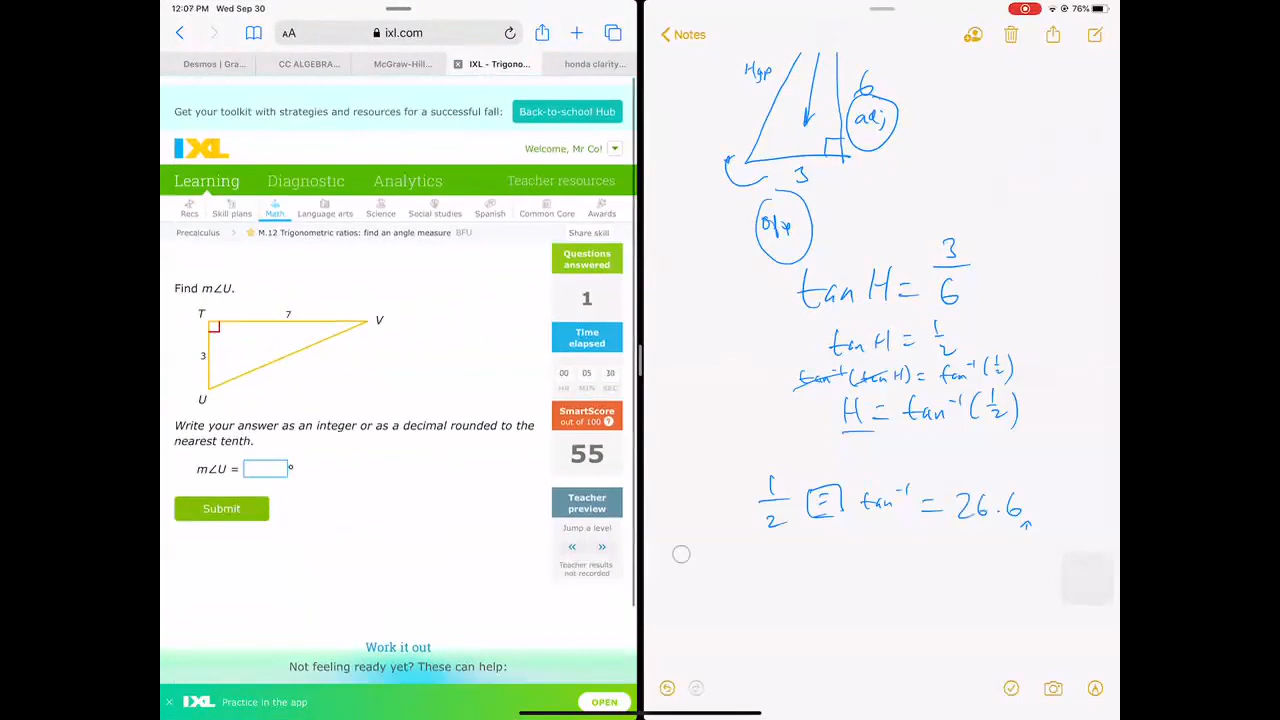 12:07 PM Wed Sep 30
76%
AA
ixl.com
Desmos | Gra...
CC ALGEBRA...
McGraw-Hill...
IXL - Trigono...
honda clarity...
Get your toolkit with strategies and resources for a successful fall:
Back-to-school Hub
IXL
Welcome, Mr Co!
Learning
Diagnostic
Analytics
Teacher resources
Recs
Skill plans
Math
Language arts
Science
Social studies
Spanish
Common Core
Awards
Precalculus
M.12 Trigonometric ratios: find an angle measure BFU
Share skill
Find m∠U.
T
7
V
3
U
Write your answer as an integer or as a decimal rounded to the
nearest tenth.
m∠U = °
Submit
Questions
answered
1
Time
elapsed
00 05 30
HR MIN SEC
SmartScore
out of 100 ?
55
Teacher
preview
Jump a level
« »
Teacher results
not recorded
Work it out
Not feeling ready yet? These can help:
IXL
Practice in the app
OPEN
Notes
Hyp
6
adj
3
opp
tan H = 3/6
tan H = 1/2
tan⁻¹(tan H) = tan⁻¹(1/2)
H = tan⁻¹(1/2)
1/2 = tan⁻¹ = 26.6